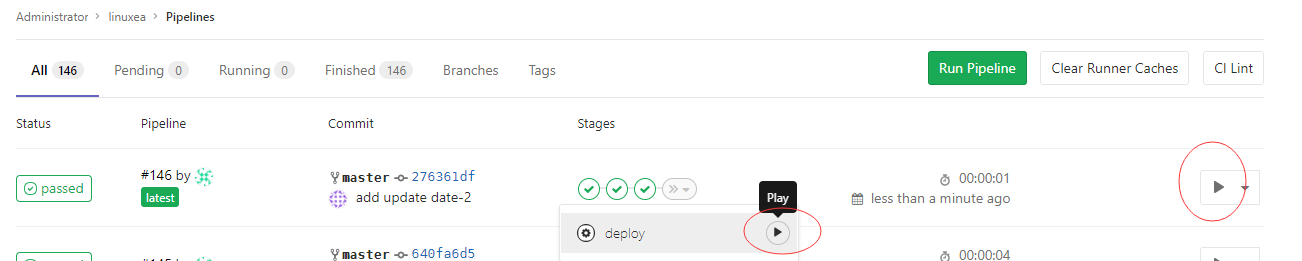 Administrator > linuxea > Pipelines
All 146 Pending 0 Running 0 Finished 146 Branches Tags Run Pipeline Clear Runner Caches CI Lint
Status Pipeline Commit Stages
passed #146 by master 276361df 00:00:01
latest add update date-2 less than a minute ago
Play
deploy
master 640fa6d5 00:00:04